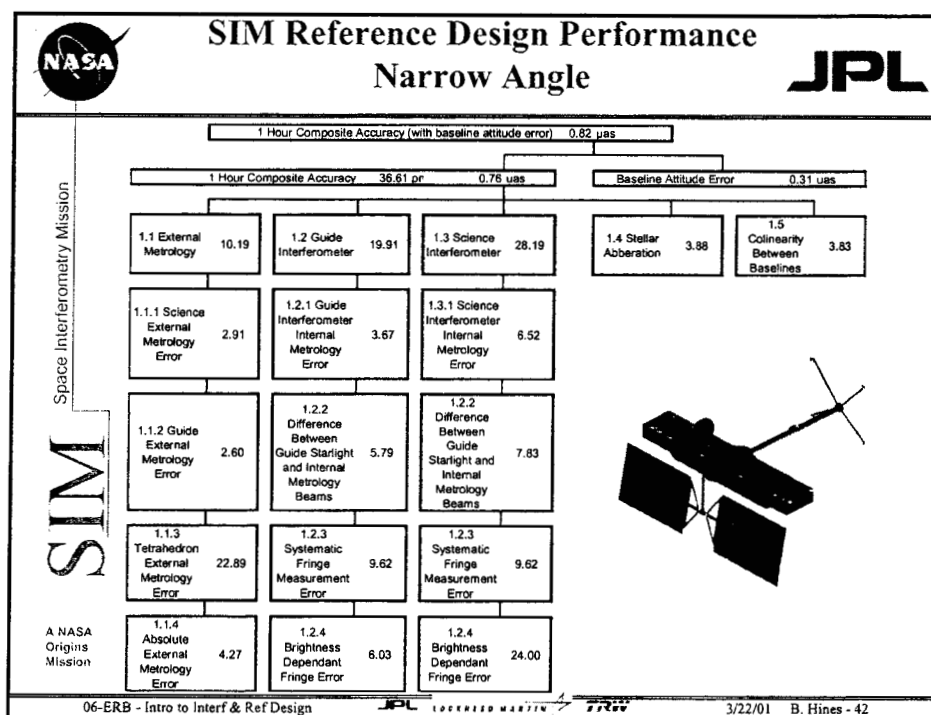 SIM Reference Design Performance
Narrow Angle
NASA
JPL
1 Hour Composite Accuracy (with baseline attitude error) 0.82 µas
1 Hour Composite Accuracy 36.61 pr 0.76 uas
Baseline Attitude Error 0.31 uas
1.1 External
Metrology
10.19
1.2 Guide
Interferometer
19.91
1.3 Science
Interferometer
28.19
1.4 Stellar
Abberation
3.88
1.5
Colinearity
Between
Baselines
3.83
1.1.1 Science
External
Metrology
Error
2.91
1.2.1 Guide
Interferometer
Internal
Metrology
Error
3.67
1.3.1 Science
Interferometer
Internal
Metrology
Error
6.52
1.1.2 Guide
External
Metrology
Error
2.60
1.2.2
Difference
Between
Guide Starlight
and Internal
Metrology
Beams
5.79
1.2.2
Difference
Between
Guide
Starlight and
Internal
Metrology
Beams
7.83
1.1.3
Tetrahedron
External
Metrology
Error
22.89
1.2.3
Systematic
Fringe
Measurement
Error
9.62
1.2.3
Systematic
Fringe
Measurement
Error
9.62
1.1.4
Absolute
External
Metrology
Error
4.27
1.2.4
Brightness
Dependant
Fringe Error
6.03
1.2.4
Brightness
Dependant
Fringe Error
24.00
Space Interferometry Mission
SIM
A NASA
Origins
Mission
06-ERB - Intro to Interf & Ref Design
JPL
LOCKHEED MARTIN
TRW
3/22/01 B. Hines - 42